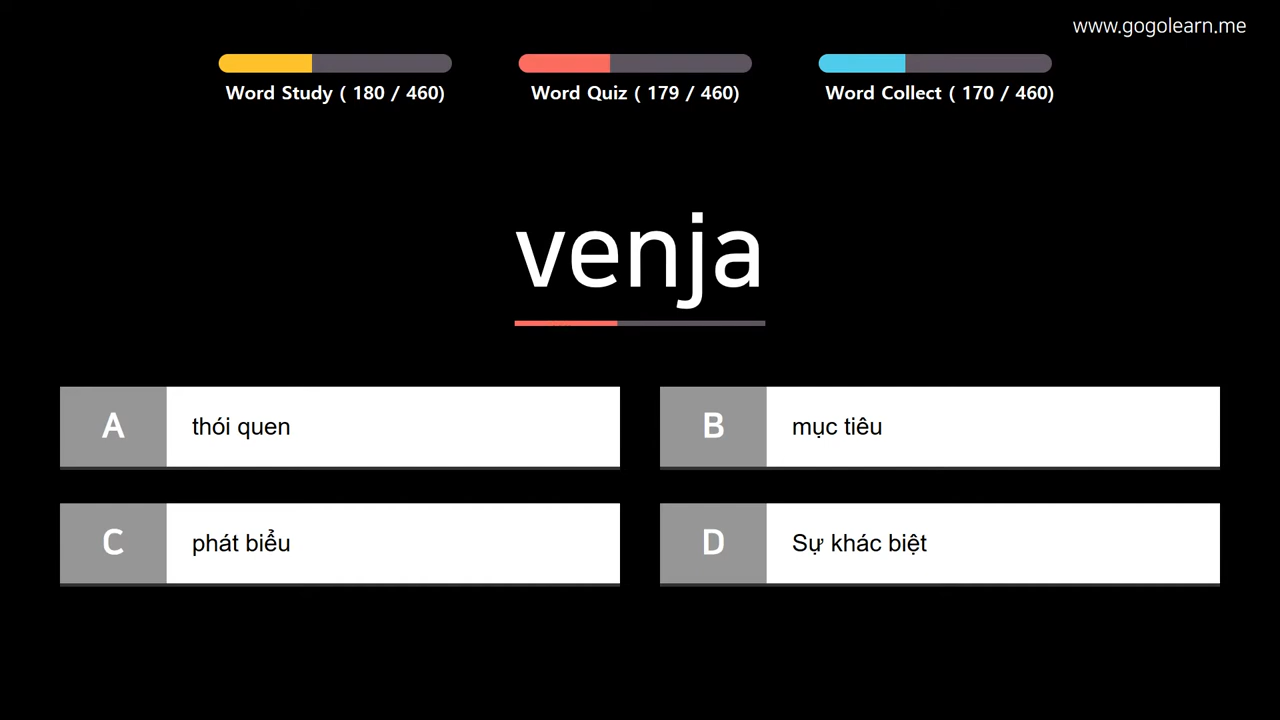 www.gogolearn.me
Word Study ( 180 / 460)
Word Quiz ( 179 / 460)
Word Collect ( 170 / 460)
venja
A thói quen
B mục tiêu
C phát biểu
D Sự khác biệt